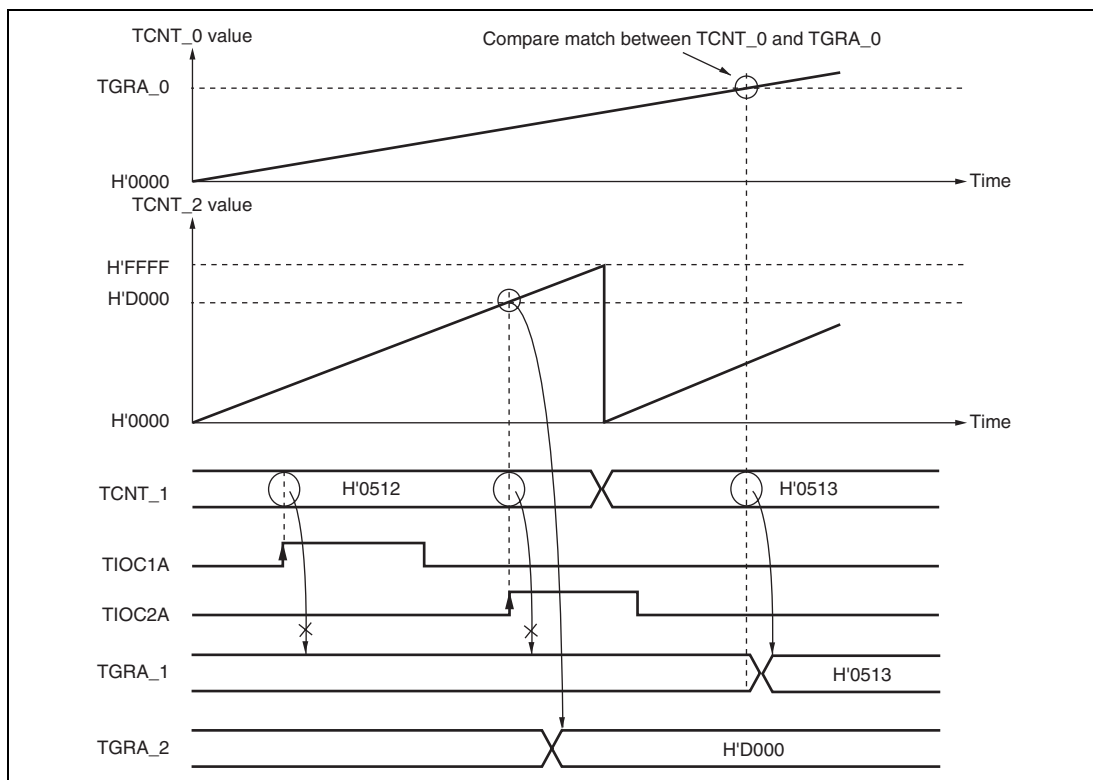 TCNT_0 value
Compare match between TCNT_0 and TGRA_0
TGRA_0
H'0000
Time
TCNT_2 value
H'FFFF
H'D000
H'0000
Time
TCNT_1
H'0512
H'0513
TIOC1A
TIOC2A
TGRA_1
H'0513
TGRA_2
H'D000